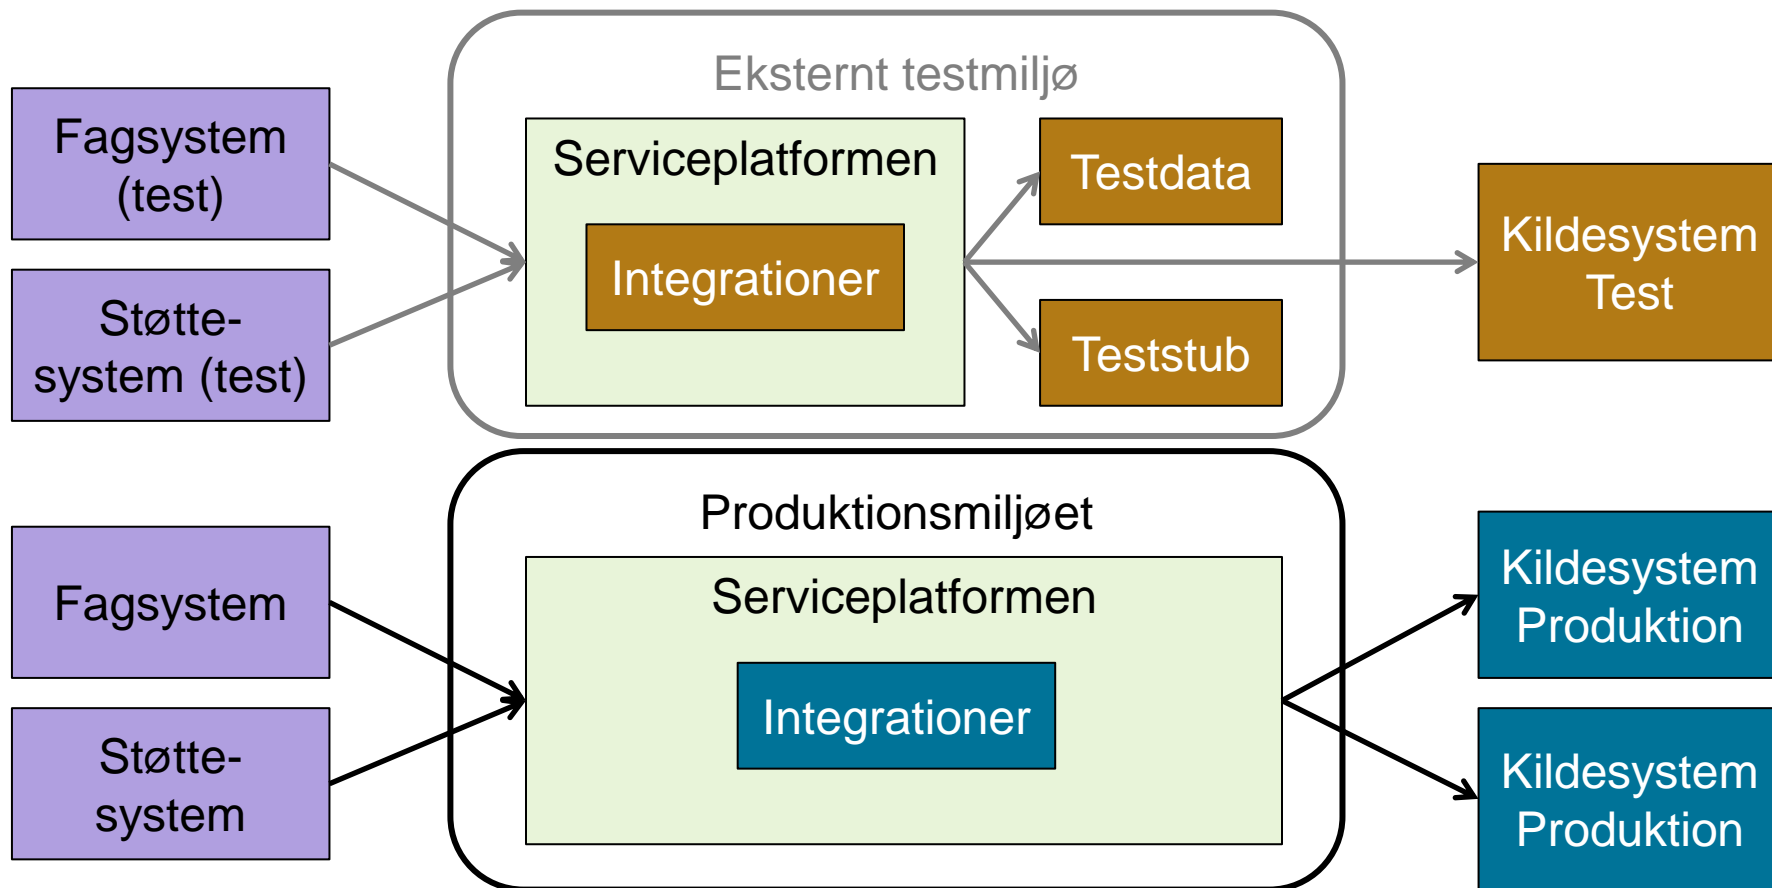 Eksternt testmiljø
Fagsystem
(test)
Støtte-
system (test)
Serviceplatformen
Integrationer
Testdata
Teststub
Kildesystem
Test
Produktionsmiljøet
Fagsystem
Støtte-
system
Serviceplatformen
Integrationer
Kildesystem
Produktion
Kildesystem
Produktion